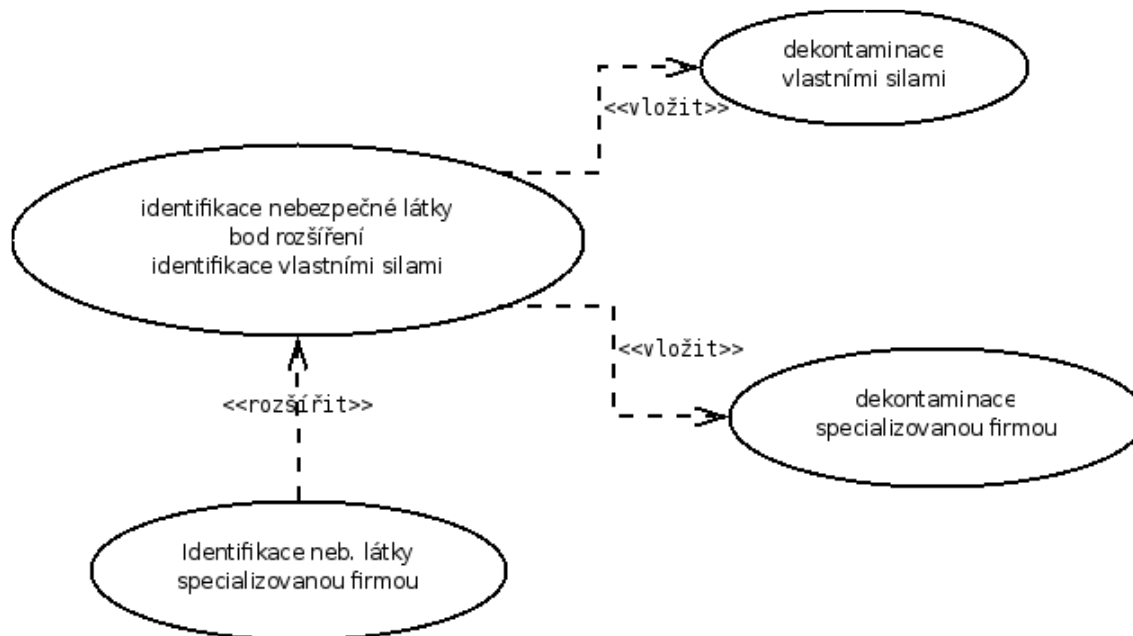 dekontaminace
vlastními silami
<<vložit>>
identifikace nebezpečné látky
bod rozšíření
identifikace vlastními silami
<<vložit>>
<<rozšířit>>
dekontaminace
specializovanou firmou
Identifikace neb. látky
specializovanou firmou